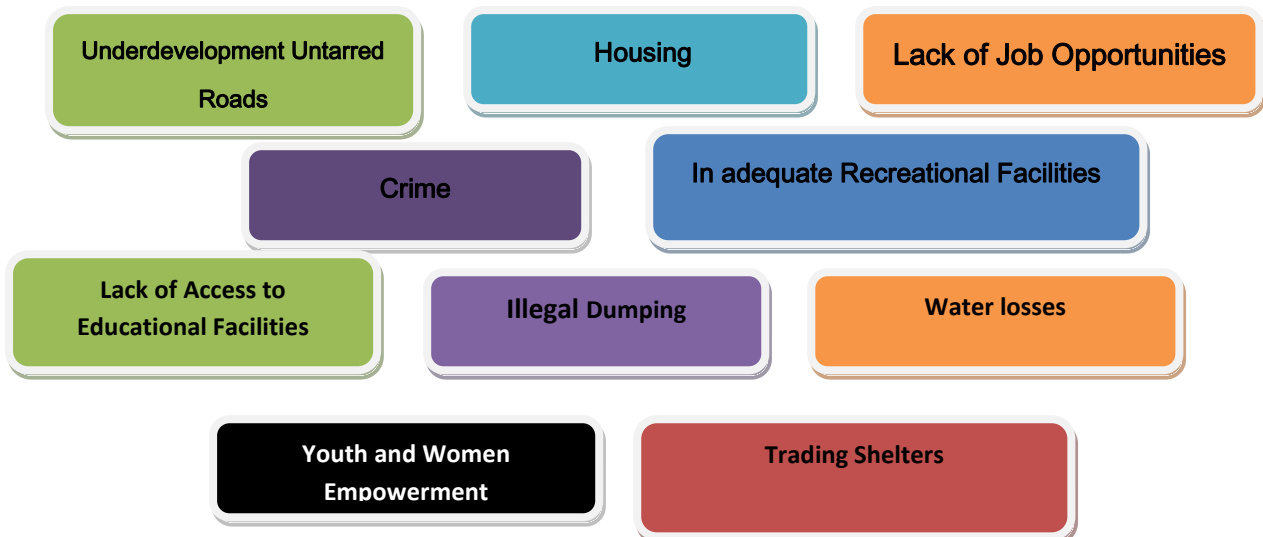 Underdevelopment Untarred
Roads
Housing
Lack of Job Opportunities
Crime
In adequate Recreational Facilities
Lack of Access to
Educational Facilities
Illegal Dumping
Water losses
Youth and Women
Empowerment
Trading Shelters